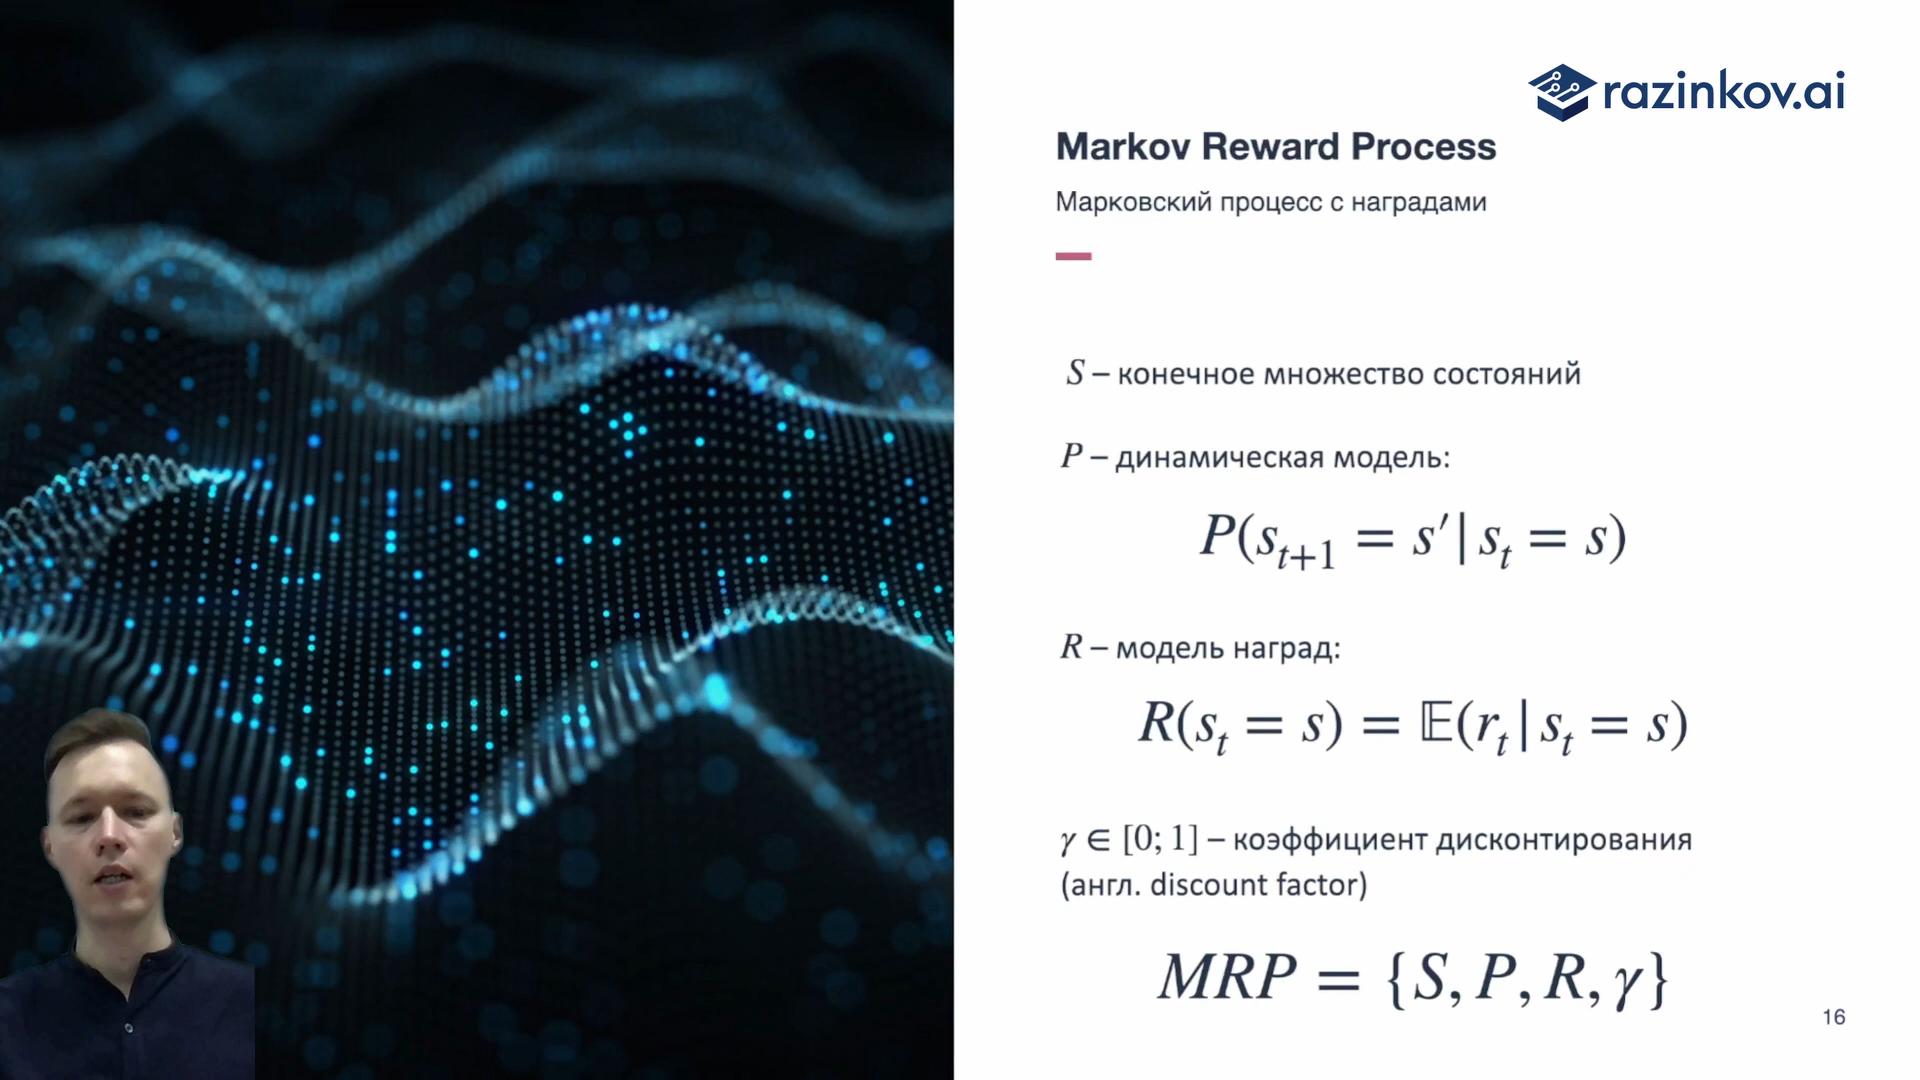 razinkov.ai
Markov Reward Process
Марковский процесс с наградами
S – конечное множество состояний
P – динамическая модель:
P(s_{t+1} = s′ | s_t = s)
R – модель наград:
R(s_t = s) = 𝔼(r_t | s_t = s)
γ ∈ [0; 1] – коэффициент дисконтирования
(англ. discount factor)
MRP = {S, P, R, γ}
16